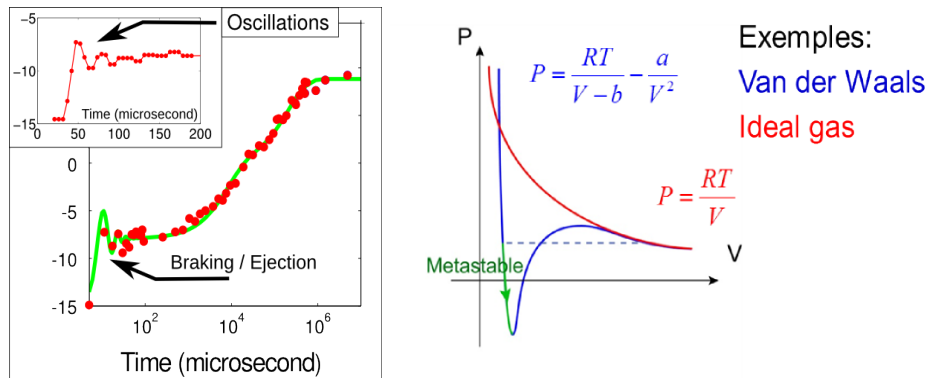 Oscillations
−5
−10
−15
0
50
100
150
200
Time (microsecond)
0
−5
−10
−15
Braking / Ejection
10²
10⁴
10⁶
Time (microsecond)
P
P = RT/(V − b) − a/V²
P = RT/V
V
Metastable
Exemples:
Van der Waals
Ideal gas